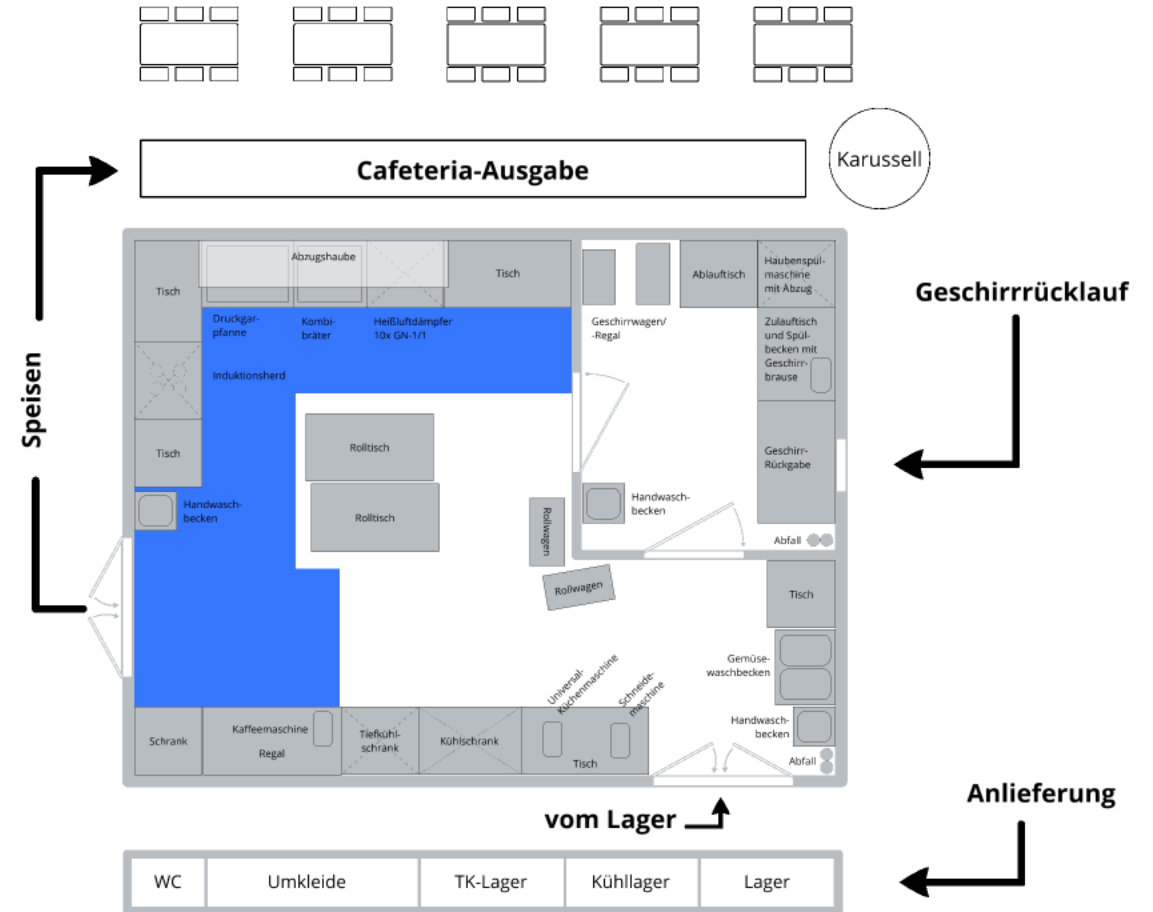 Cafeteria-Ausgabe
Karussell
Speisen
Geschirrrücklauf
Abzugshaube
Tisch
Tisch
Druckgar-
pfanne
Kombi-
bräter
Heißluftdämpfer
10x GN-1/1
Induktionsherd
Tisch
Handwasch-
becken
Rolltisch
Rolltisch
Rollwagen
Rollwagen
Geschirrwagen/
-Regal
Ablauftisch
Haubenspül-
maschine
mit Abzug
Zulauftisch
und Spül-
becken mit
Geschirr-
brause
Geschirr-
Rückgabe
Handwasch-
becken
Abfall
Tisch
Gemüse-
waschbecken
Handwasch-
becken
Abfall
Universal-
Küchenmaschine
Schneide-
maschine
Schrank
Kaffeemaschine
Regal
Tiefkühl-
schrank
Kühlschrank
Tisch
vom Lager
Anlieferung
WC
Umkleide
TK-Lager
Kühllager
Lager